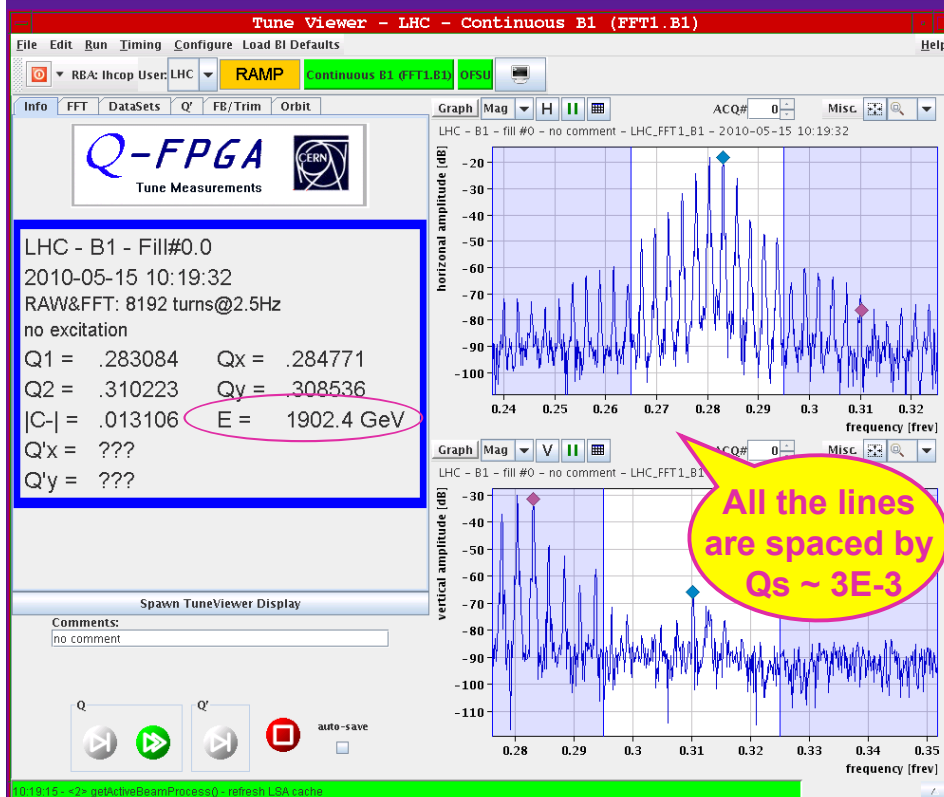 Tune Viewer - LHC - Continuous B1 (FFT1.B1)
File Edit Run Timing Configure Load BI Defaults Help
RBA: lhcop User: LHC RAMP Continuous B1 (FFT1.B1) OFSU
Info FFT DataSets Q' FB/Trim Orbit
Q-FPGA
Tune Measurements
CERN
LHC - B1 - Fill#0.0
2010-05-15 10:19:32
RAW&FFT: 8192 turns@2.5Hz
no excitation
Q1 = .283084 Qx = .284771
Q2 = .310223 Qy = .308536
|C-| = .013106 E = 1902.4 GeV
Q'x = ???
Q'y = ???
Spawn TuneViewer Display
Comments:
no comment
Q Q'
auto-save
10:19:15 - <2> getActiveBeamProcess() - refresh LSA cache
Graph Mag H ACQ# 0 Misc.
LHC - B1 - fill #0 - no comment - LHC_FFT1_B1 - 2010-05-15 10:19:32
horizonal amplitude [dB]
-20
-30
-40
-50
-60
-70
-80
-90
-100
0.24 0.25 0.26 0.27 0.28 0.29 0.3 0.31 0.32
frequency [frev]
Graph Mag V ACQ# 0 Misc.
LHC - B1 - fill #0 - no comment - LHC_FFT1_B1
vertical amplitude [dB]
-30
-40
-50
-60
-70
-80
-90
-100
-110
0.28 0.29 0.3 0.31 0.32 0.33 0.34 0.35
frequency [frev]
All the lines
are spaced by
Qs ~ 3E-3